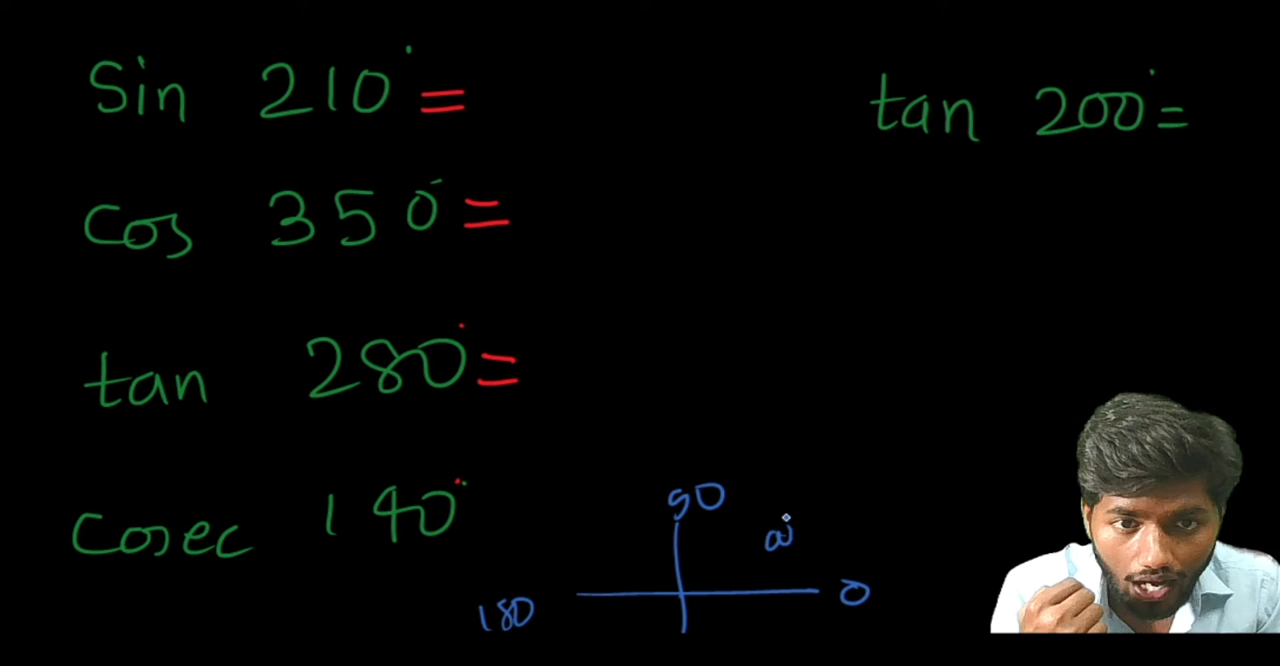 Sin 210° =
tan 200° =
cos 350° =
tan 280° =
cosec 140°
90
180
0